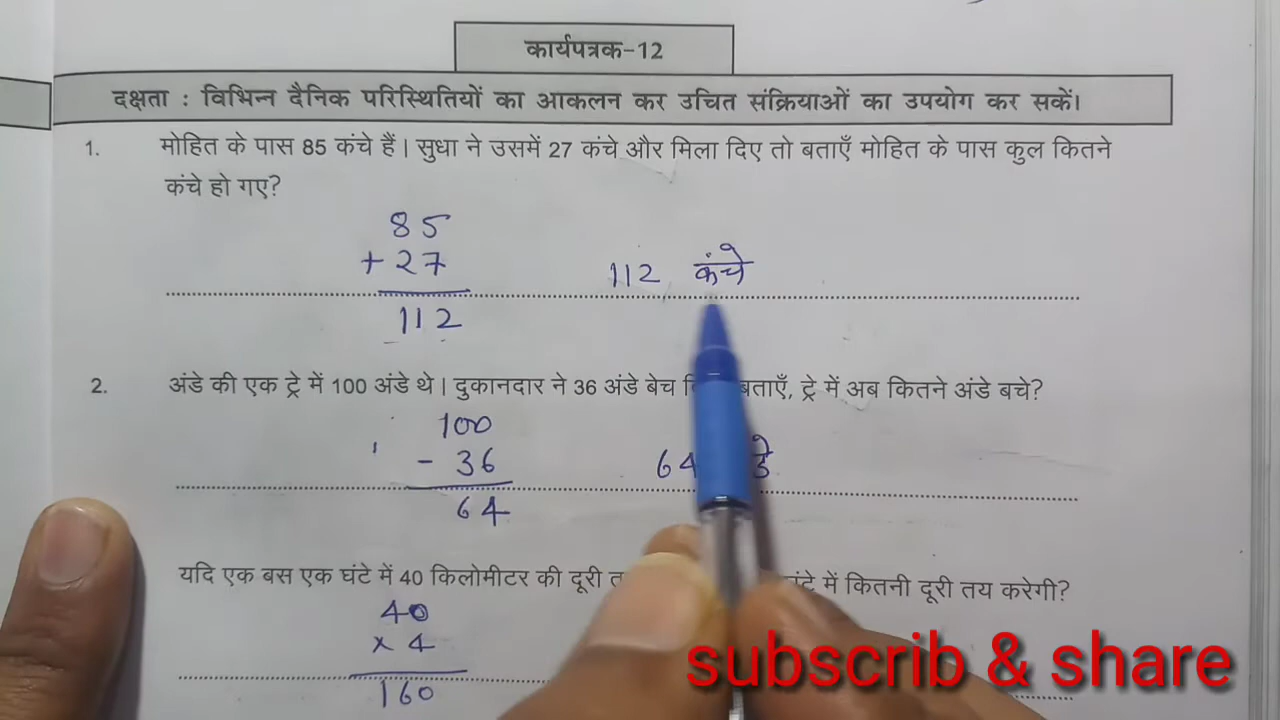 कार्यपत्रक-12
दक्षता : विभिन्न दैनिक परिस्थितियों का आकलन कर उचित संक्रियाओं का उपयोग कर सकें।
1. मोहित के पास 85 कंचे हैं। सुधा ने उसमें 27 कंचे और मिला दिए तो बताएँ मोहित के पास कुल कितने
कंचे हो गए?
85
+ 27
112 कंचे
112
2. अंडे की एक ट्रे में 100 अंडे थे। दुकानदार ने 36 अंडे बेच बताएँ, ट्रे में अब कितने अंडे बचे?
100
- 36
64
64
यदि एक बस एक घंटे में 40 किलोमीटर की दूरी में कितनी दूरी तय करेगी?
40
x 4
160
subscrib & share